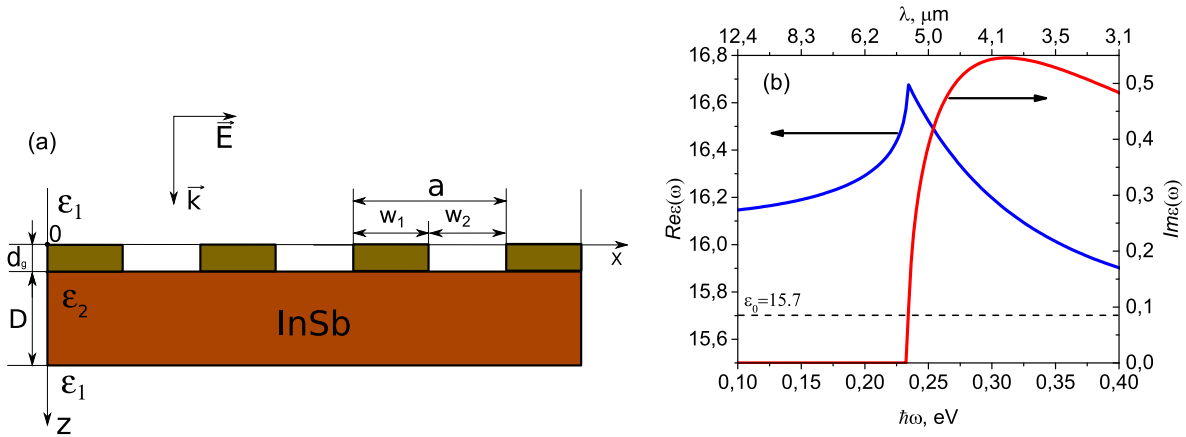 (a)
E
k
a
ε1
0
w1 w2
x
dg
ε2
D
InSb
ε1
z
λ, μm
12,4 8,3 6,2 5,0 4,1 3,5 3,1
(b)
16,8
16,6
16,4
16,2
16,0
15,8
15,6
Reε(ω)
ε0=15.7
0,5
0,4
0,3
0,2
0,1
0,0
Imε(ω)
0,10 0,15 0,20 0,25 0,30 0,35 0,40
ħω, eV